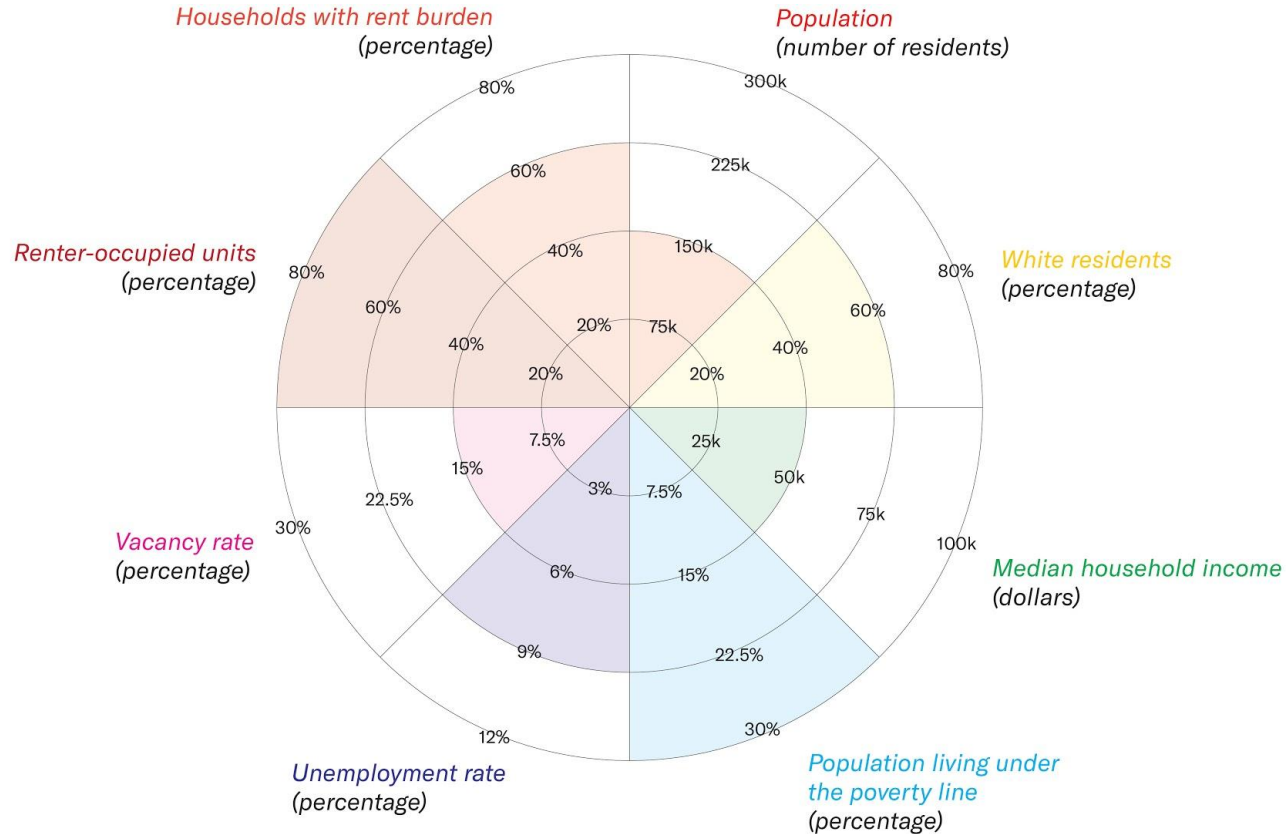 Households with rent burden
(percentage)
80%
60%
40%
20%
Population
(number of residents)
300k
225k
150k
75k
White residents
(percentage)
80%
60%
40%
20%
Median household income
(dollars)
25k
50k
75k
100k
Population living under
the poverty line
(percentage)
7.5%
15%
22.5%
30%
Unemployment rate
(percentage)
3%
6%
9%
12%
Vacancy rate
(percentage)
7.5%
15%
22.5%
30%
Renter-occupied units
(percentage)
80%
60%
40%
20%